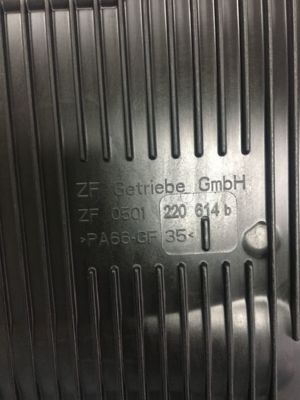 ZF Getriebe GmbH
ZF 0501 220 614 b
>PA66-GF 35<